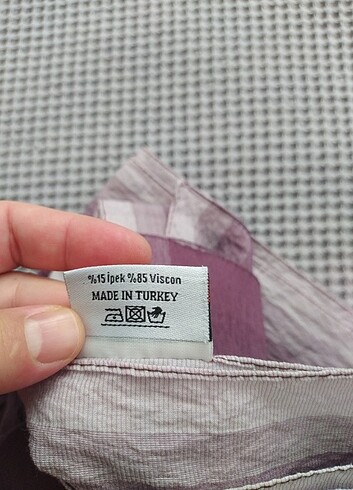 %15 İpek %85 Viscon
MADE IN TURKEY